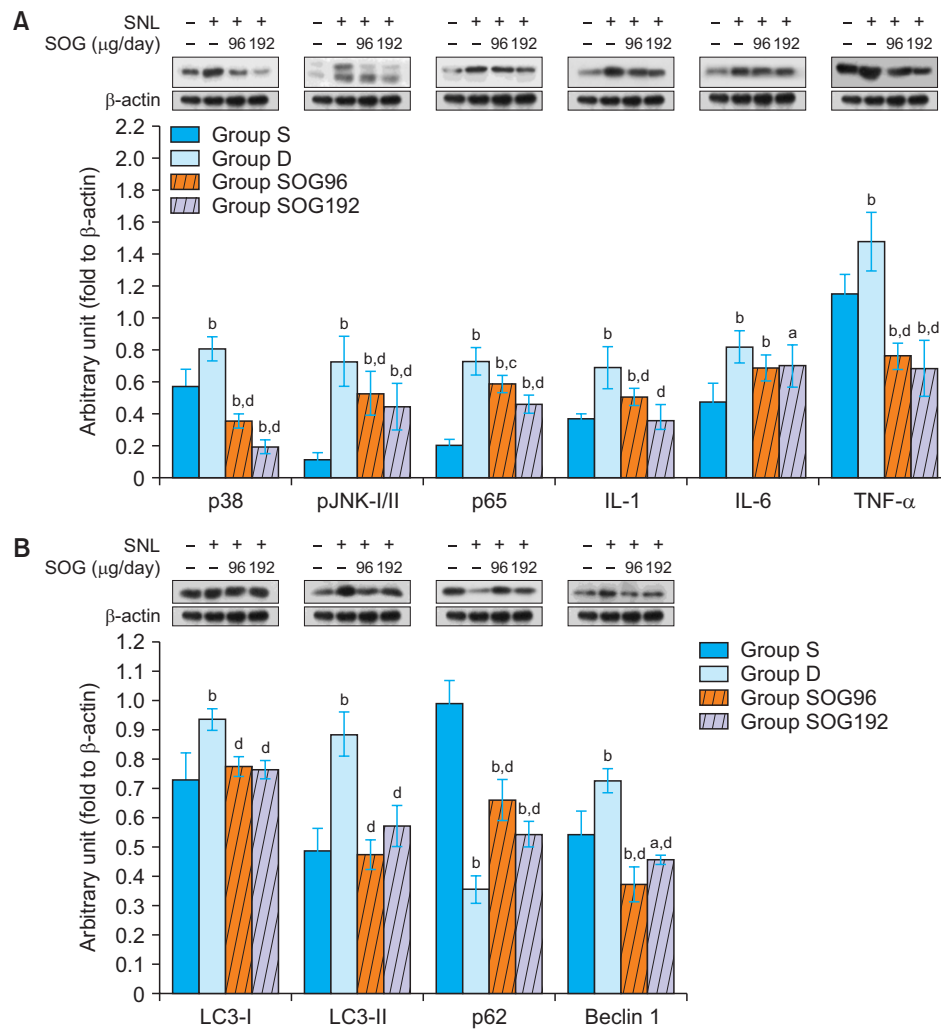 A
SNL – + + + – + + + – + + + – + + + – + + + – + + +
SOG (μg/day) – – 96 192 – – 96 192 – – 96 192 – – 96 192 – – 96 192 – – 96 192
β-actin
2.2
2.0
1.8
1.6
1.4
1.2
1.0
0.8
0.6
0.4
0.2
0
Arbitrary unit (fold to β-actin)
Group S
Group D
Group SOG96
Group SOG192
b b,d b,d
b b,d b,d
b b,c b,d
b b,d d
b b a
b b,d b,d
p38 pJNK-I/II p65 IL-1 IL-6 TNF-α
B
SNL – + + + – + + + – + + + – + + +
SOG (μg/day) – – 96 192 – – 96 192 – – 96 192 – – 96 192
β-actin
1.2
1.1
1.0
0.9
0.8
0.7
0.6
0.5
0.4
0.3
0.2
0.1
0
Arbitrary unit (fold to β-actin)
Group S
Group D
Group SOG96
Group SOG192
b d d
b d d
b b,d b,d
b b,d a,d
LC3-I LC3-II p62 Beclin 1